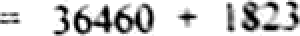 = 36460 + 1823